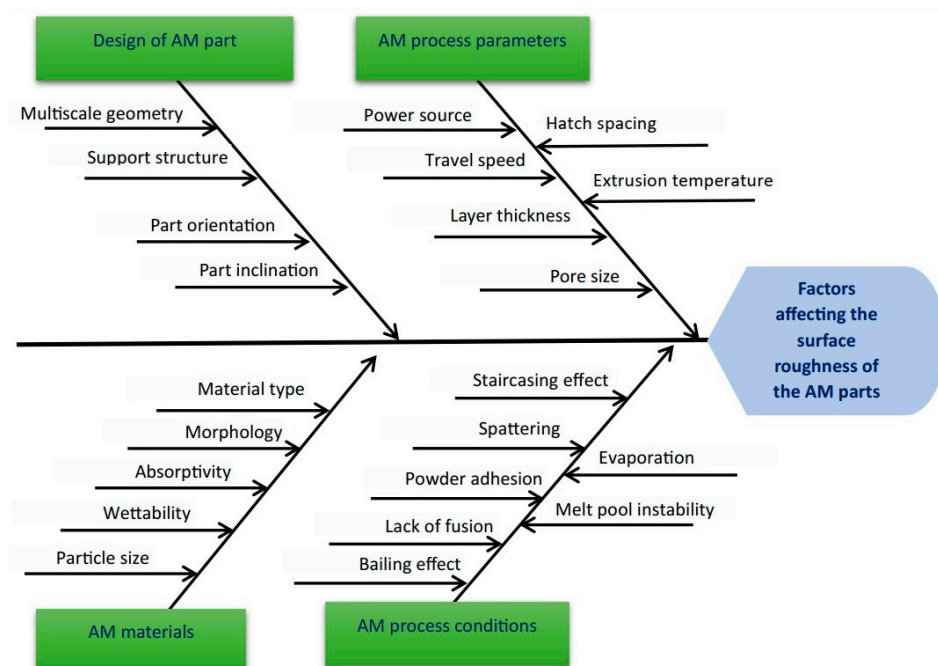 Design of AM part
AM process parameters
Multiscale geometry
Support structure
Part orientation
Part inclination
Power source
Hatch spacing
Travel speed
Extrusion temperature
Layer thickness
Pore size
Factors
affecting the
surface
roughness of
the AM parts
Material type
Morphology
Absorptivity
Wettability
Particle size
Staircasing effect
Spattering
Evaporation
Powder adhesion
Melt pool instability
Lack of fusion
Bailing effect
AM materials
AM process conditions